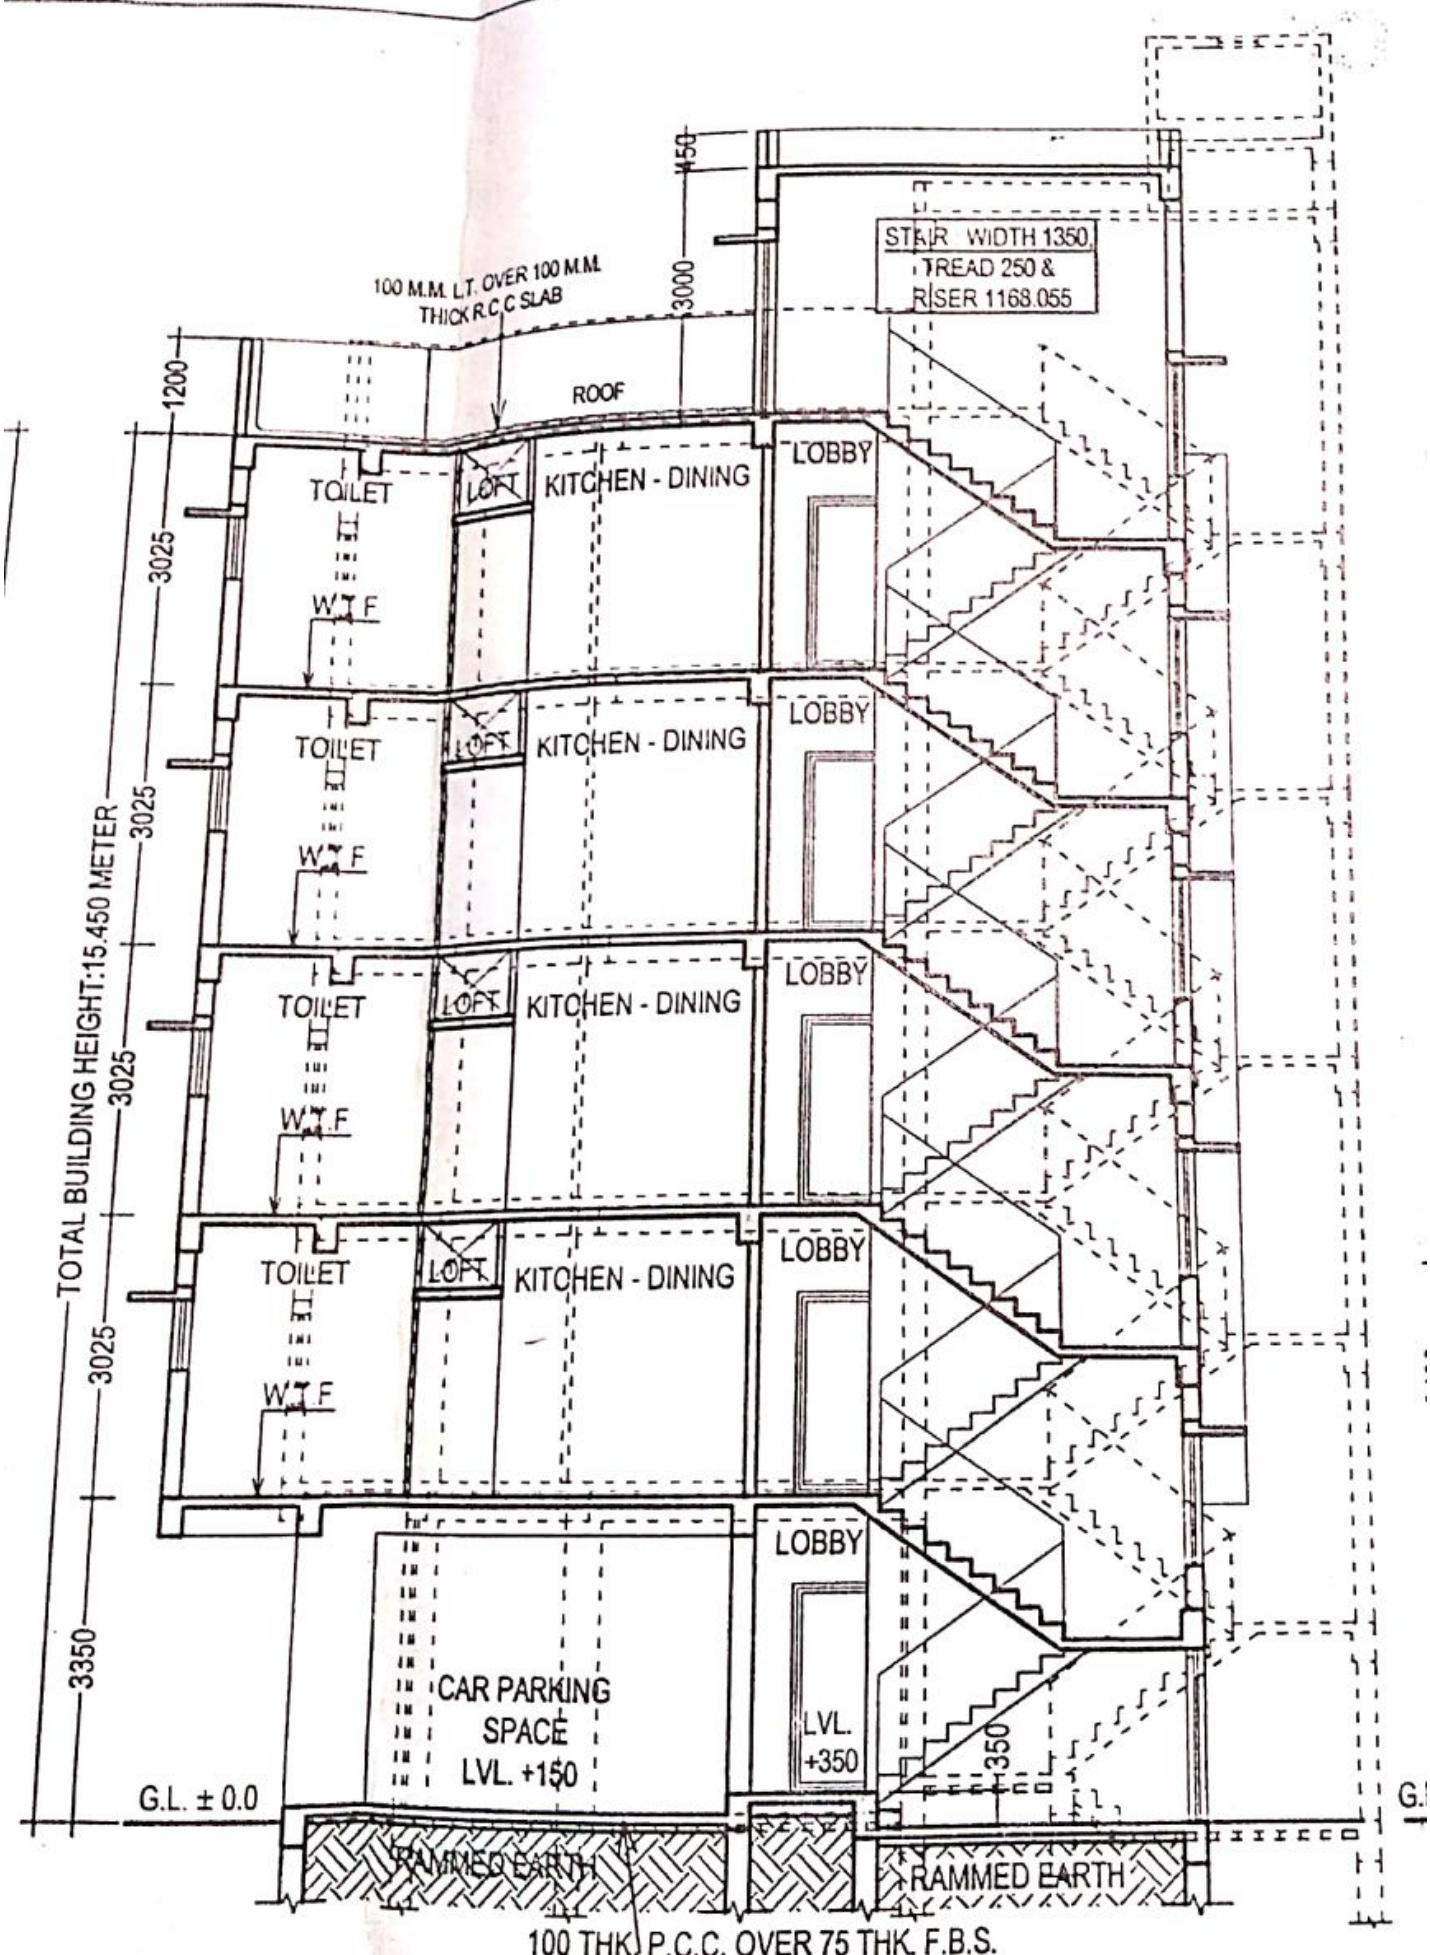 450
STAIR WIDTH 1350,
TREAD 250 &
RISER 1168.055
3000
100 M.M. L.T. OVER 100 M.M.
THICK R.C.C SLAB
1200
ROOF
LOBBY
TOILET
LOFT
KITCHEN - DINING
3025
W.T.F
LOBBY
TOILET
LOFT
KITCHEN - DINING
3025
W.T.F
TOTAL BUILDING HEIGHT:15.450 METER
LOBBY
TOILET
LOFT
KITCHEN - DINING
3025
W.T.F
LOBBY
TOILET
LOFT
KITCHEN - DINING
3025
W.T.F
LOBBY
3350
CAR PARKING
SPACE
LVL. +150
LVL.
+350
350
G.L. ± 0.0
RAMMED EARTH
RAMMED EARTH
100 THK. P.C.C. OVER 75 THK. F.B.S.